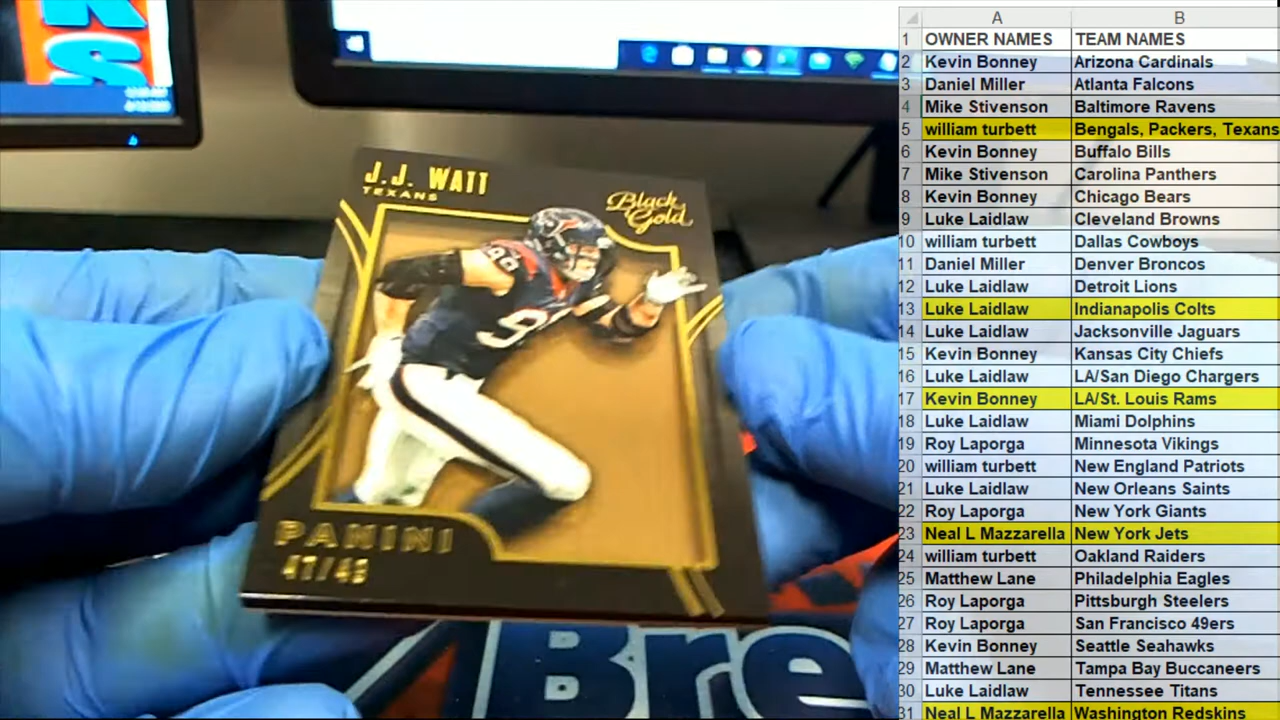 KS
J.J. WATT
TEXANS
Black Gold
98
PANINI
47/49
Bre
A B
1 OWNER NAMES TEAM NAMES
2 Kevin Bonney Arizona Cardinals
3 Daniel Miller Atlanta Falcons
4 Mike Stivenson Baltimore Ravens
5 william turbett Bengals, Packers, Texans
6 Kevin Bonney Buffalo Bills
7 Mike Stivenson Carolina Panthers
8 Kevin Bonney Chicago Bears
9 Luke Laidlaw Cleveland Browns
10 william turbett Dallas Cowboys
11 Daniel Miller Denver Broncos
12 Luke Laidlaw Detroit Lions
13 Luke Laidlaw Indianapolis Colts
14 Luke Laidlaw Jacksonville Jaguars
15 Kevin Bonney Kansas City Chiefs
16 Luke Laidlaw LA/San Diego Chargers
17 Kevin Bonney LA/St. Louis Rams
18 Luke Laidlaw Miami Dolphins
19 Roy Laporga Minnesota Vikings
20 william turbett New England Patriots
21 Luke Laidlaw New Orleans Saints
22 Roy Laporga New York Giants
23 Neal L Mazzarella New York Jets
24 william turbett Oakland Raiders
25 Matthew Lane Philadelphia Eagles
26 Roy Laporga Pittsburgh Steelers
27 Roy Laporga San Francisco 49ers
28 Kevin Bonney Seattle Seahawks
29 Matthew Lane Tampa Bay Buccaneers
30 Luke Laidlaw Tennessee Titans
31 Neal L Mazzarella Washington Redskins